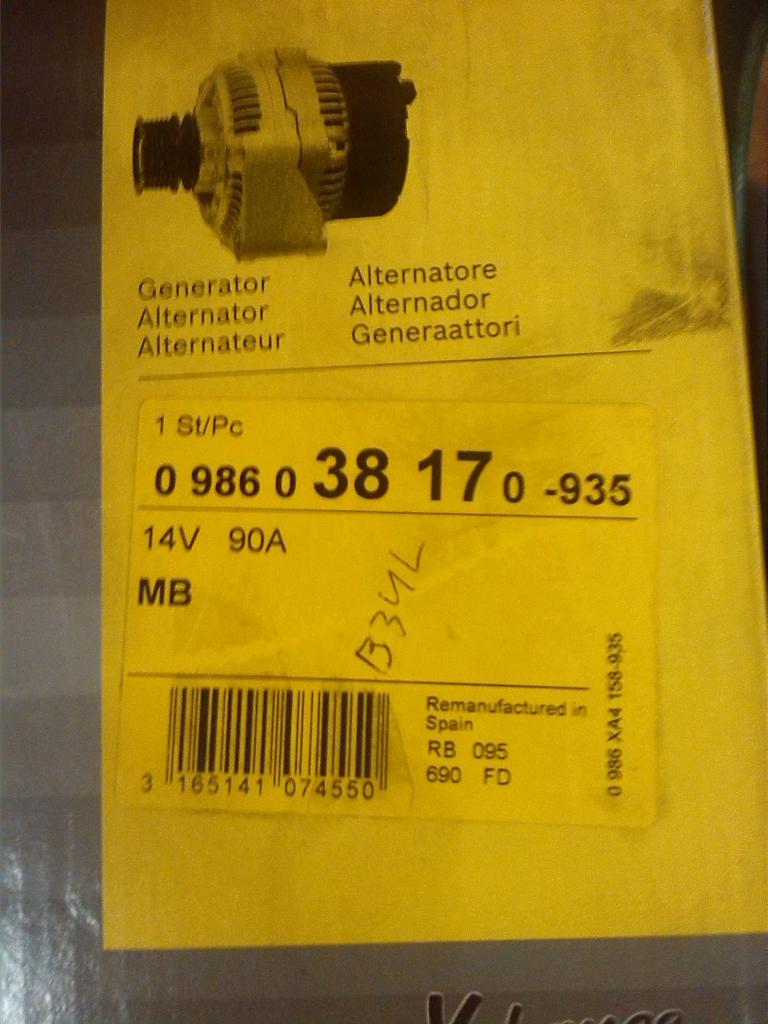 Generator
Alternator
Alternateur
Alternatore
Alternador
Generaattori
1 St/Pc
0 986 0 38 17 0 -935
14V 90A
MB
B34L
3 165141 074550
Remanufactured in
Spain
RB 095
690 FD
0 986 XA4 158-935